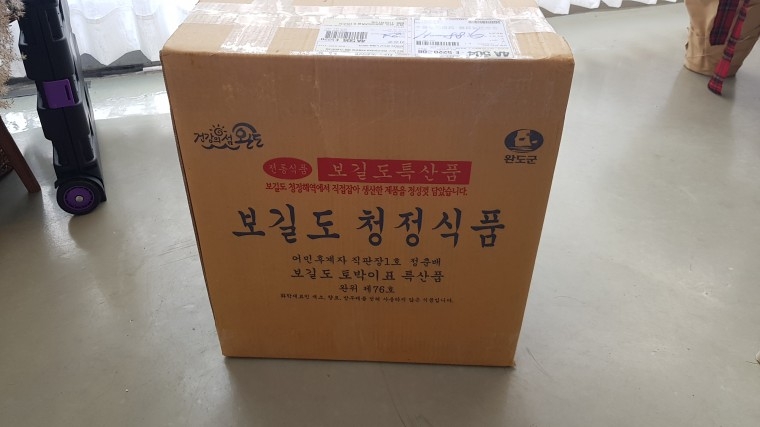 AA 504
건강의 섬 완도
완도군
전통식품 보길도특산품
보길도 청정해역에서 직접잡아 생산한 제품을 정성껏 담았습니다.
보길도 청정식품
어민후계자 직판장1호 정충배
보길도 토박이표 특산품
완위 제76호